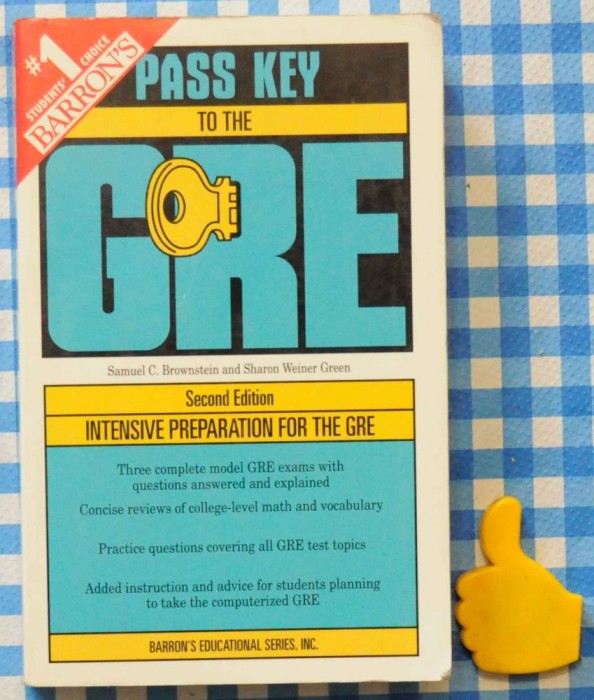 #1
STUDENTS' CHOICE
BARRON'S
PASS KEY
TO THE
GRE
Samuel C. Brownstein and Sharon Weiner Green
Second Edition
INTENSIVE PREPARATION FOR THE GRE
Three complete model GRE exams with
questions answered and explained
Concise reviews of college-level math and vocabulary
Practice questions covering all GRE test topics
Added instruction and advice for students planning
to take the computerized GRE
BARRON'S EDUCATIONAL SERIES, INC.